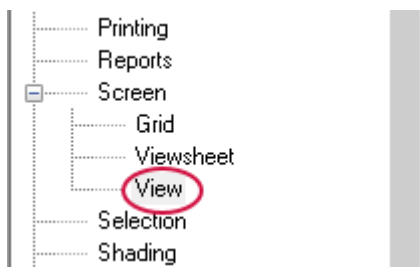 Printing
Reports
Screen
Grid
Viewsheet
View
Selection
Shading